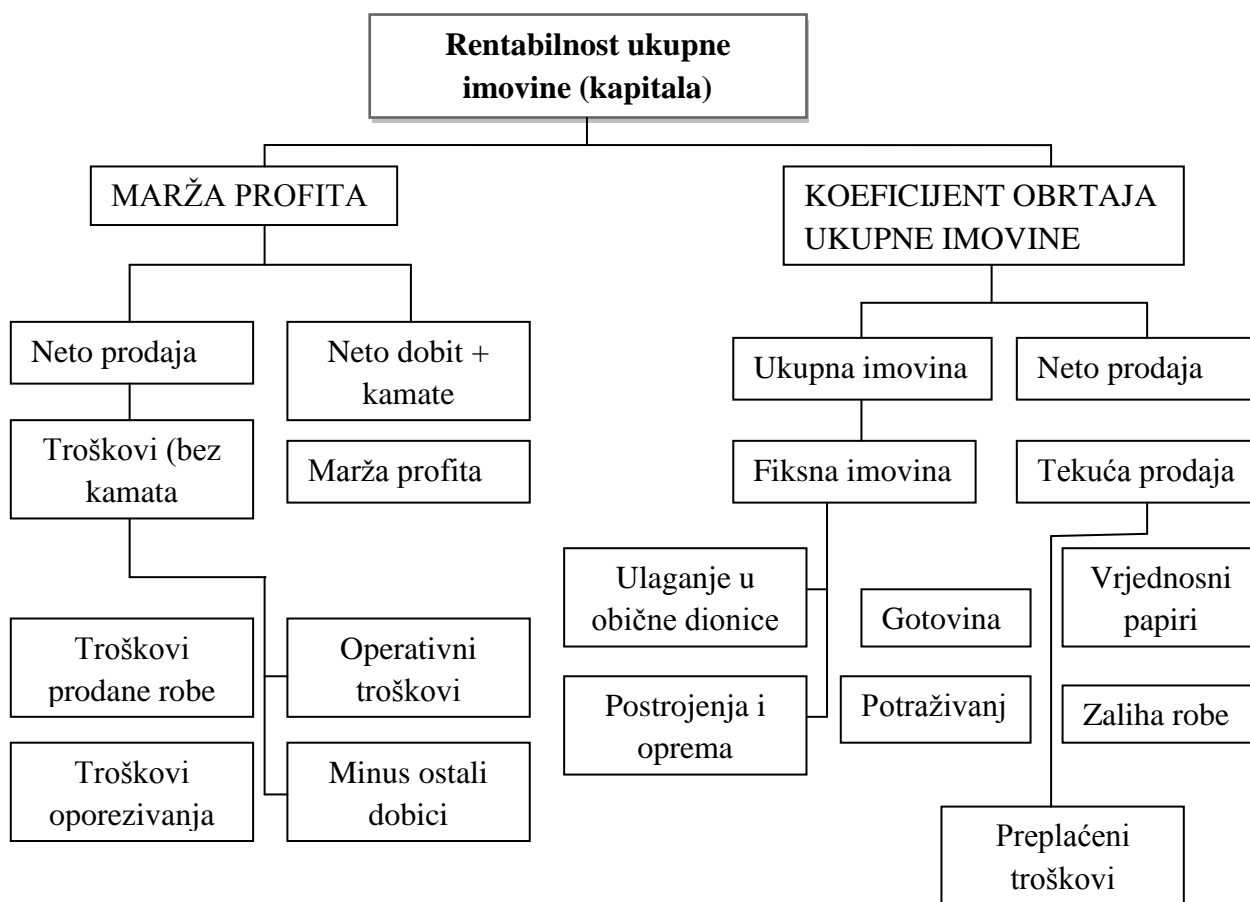 Rentabilnost ukupne
imovine (kapitala)
MARŽA PROFITA
KOEFICIJENT OBRTAJA
UKUPNE IMOVINE
Neto prodaja
Neto dobit +
kamate
Ukupna imovina
Neto prodaja
Troškovi (bez
kamata
Marža profita
Fiksna imovina
Tekuća prodaja
Ulaganje u
obične dionice
Gotovina
Vrjednosni
papiri
Troškovi
prodane robe
Operativni
troškovi
Postrojenja i
oprema
Potraživanj
Zaliha robe
Troškovi
oporezivanja
Minus ostali
dobici
Preplaćeni
troškovi